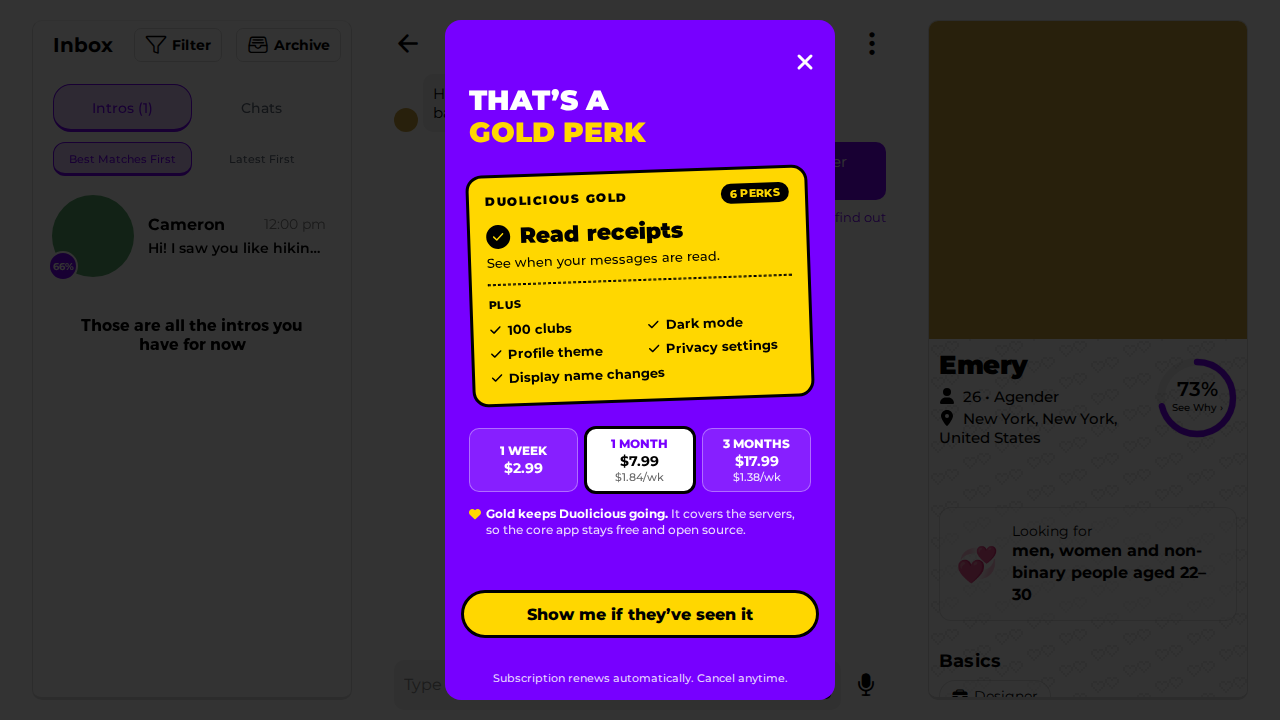 Inbox
Filter
Archive
Intros (1)
Chats
Best Matches First
Latest First
Cameron
12:00 pm
Hi! I saw you like hikin...
66%
Those are all the intros you
have for now
THAT’S A
GOLD PERK
DUOLICIOUS GOLD
6 PERKS
Read receipts
See when your messages are read.
PLUS
100 clubs
Dark mode
Profile theme
Privacy settings
Display name changes
1 WEEK
$2.99
1 MONTH
$7.99
$1.84/wk
3 MONTHS
$17.99
$1.38/wk
Gold keeps Duolicious going. It covers the servers,
so the core app stays free and open source.
Show me if they’ve seen it
Subscription renews automatically. Cancel anytime.
find out
Type
Emery
26 • Agender
New York, New York,
United States
73%
See Why ›
Looking for
men, women and non-
binary people aged 22–
30
Basics
Designer